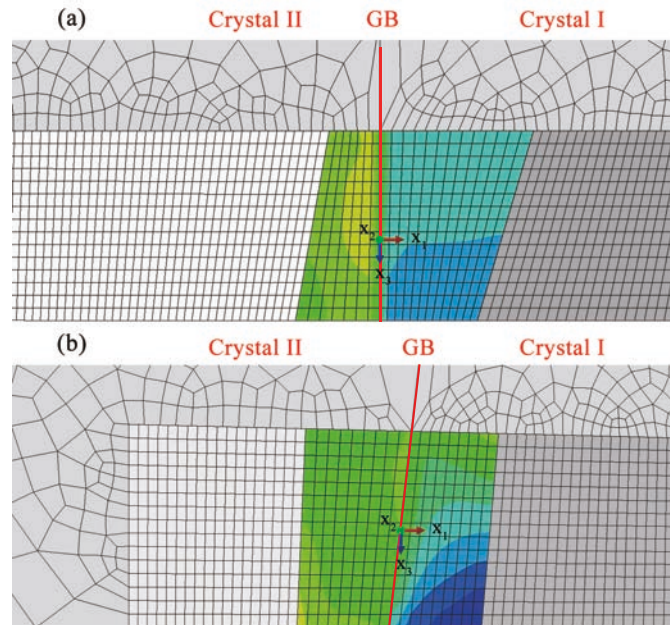 (a) Crystal II GB Crystal I
X2 X1
X3
(b) Crystal II GB Crystal I
X2 X1
X3